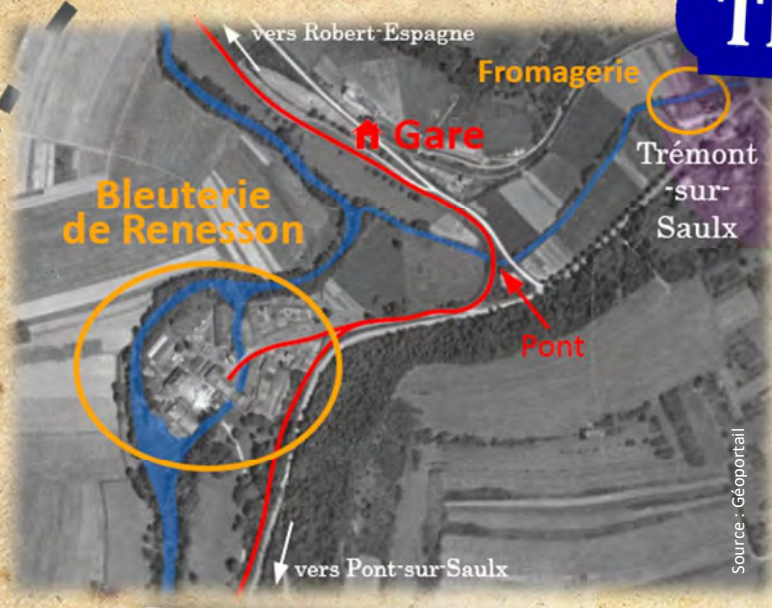 vers Robert-Espagne
Fromagerie
Gare
Trémont
-sur-
Saulx
Bleuterie
de Renesson
Pont
vers Pont-sur-Saulx
Source : Géoportail